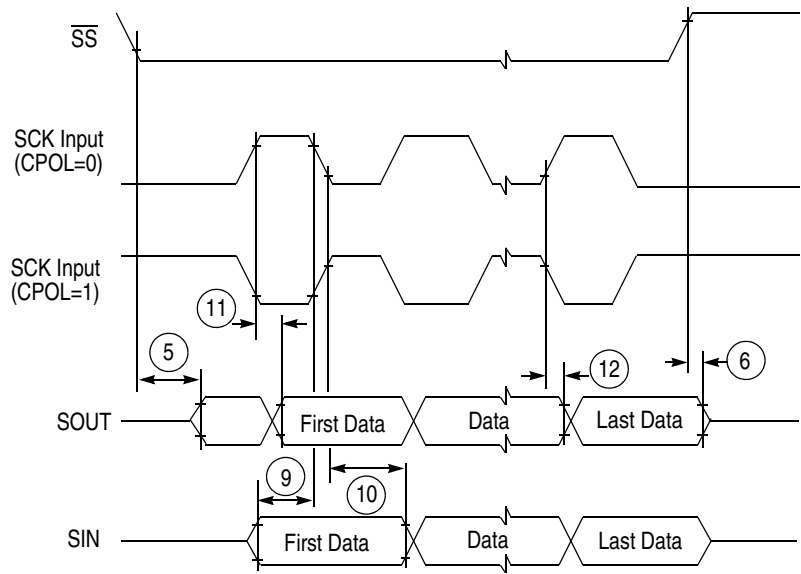 SS
SCK Input
(CPOL=0)
SCK Input
(CPOL=1)
11
5
12
6
SOUT
First Data
Data
Last Data
9
10
SIN
First Data
Data
Last Data